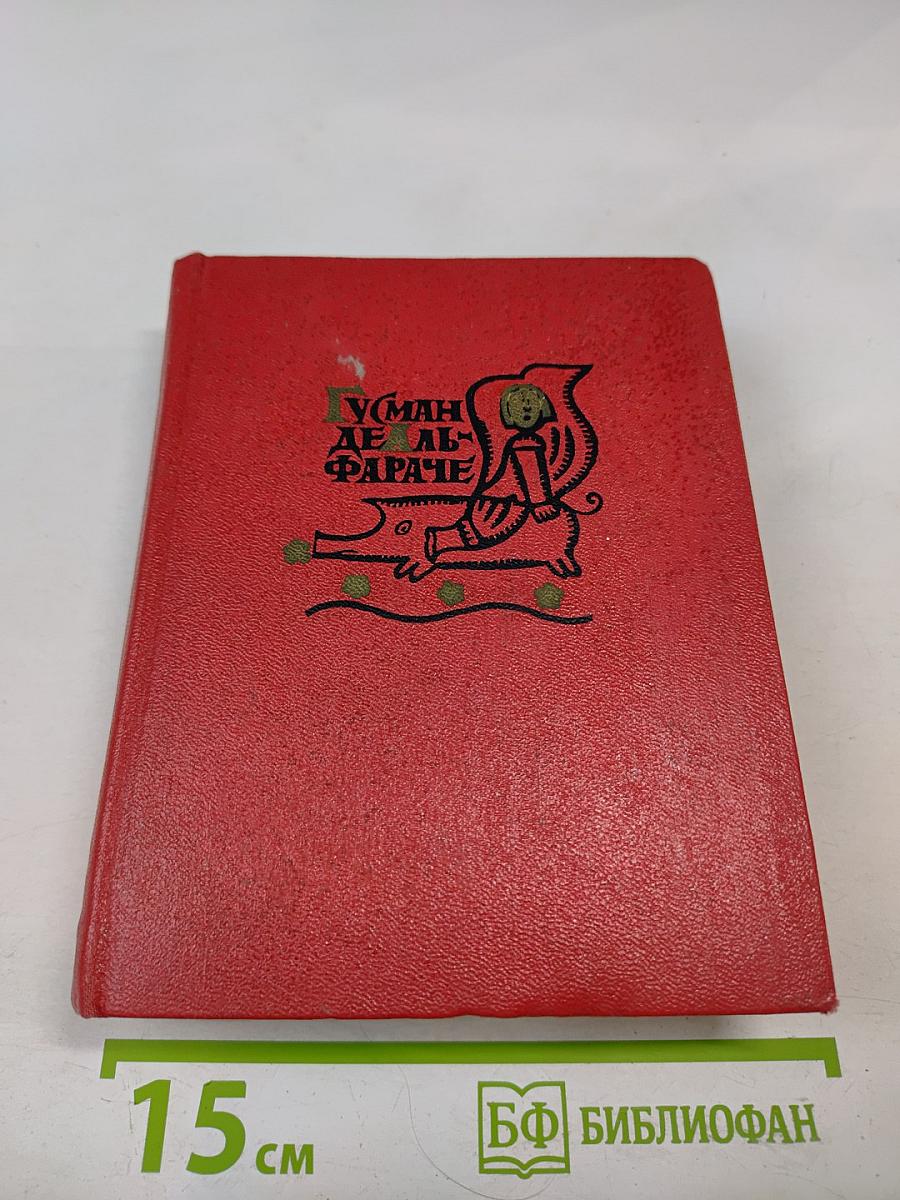 Гусман
де Аль-
фараче
15 см
БФ БИБЛИОФАН